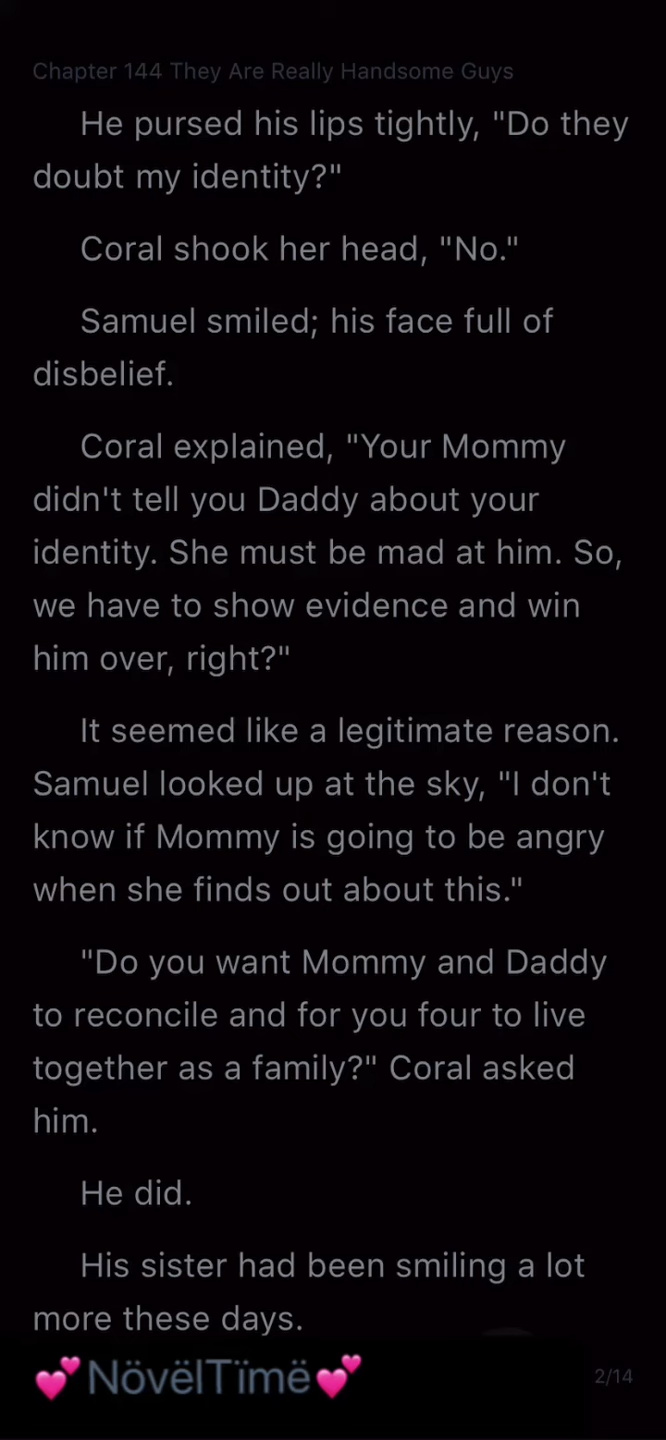 Chapter 144 They Are Really Handsome Guys
He pursed his lips tightly, "Do they
doubt my identity?"
Coral shook her head, "No."
Samuel smiled; his face full of
disbelief.
Coral explained, "Your Mommy
didn't tell you Daddy about your
identity. She must be mad at him. So,
we have to show evidence and win
him over, right?"
It seemed like a legitimate reason.
Samuel looked up at the sky, "I don't
know if Mommy is going to be angry
when she finds out about this."
"Do you want Mommy and Daddy
to reconcile and for you four to live
together as a family?" Coral asked
him.
He did.
His sister had been smiling a lot
more these days.
💕NövëlTïmë💕
2/14